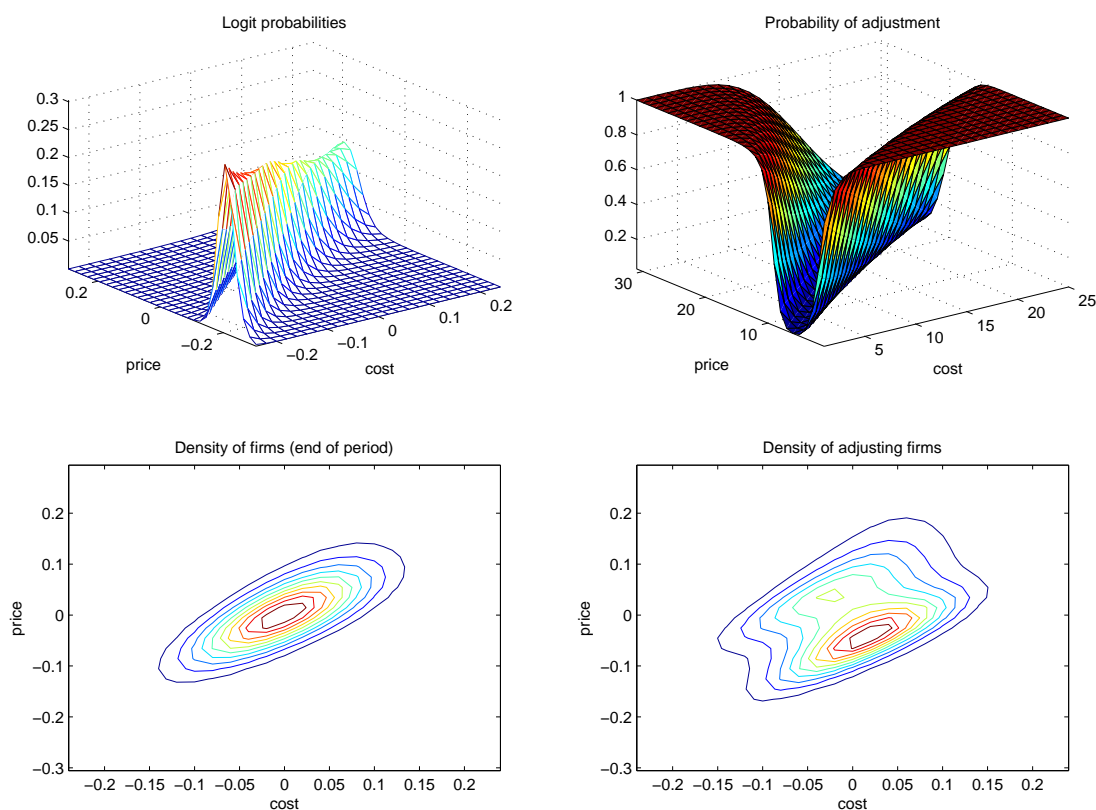 Logit probabilities
0.3
0.25
0.2
0.15
0.1
0.05
0.2
0
−0.2
price
−0.2
−0.1
0
0.1
0.2
cost
Probability of adjustment
1
0.8
0.6
0.4
0.2
30
20
10
price
5
10
15
20
25
cost
Density of firms (end of period)
0.2
0.1
0
−0.1
−0.2
−0.3
price
−0.2 −0.15 −0.1 −0.05 0 0.05 0.1 0.15 0.2
cost
Density of adjusting firms
0.2
0.1
0
−0.1
−0.2
−0.3
price
−0.2 −0.15 −0.1 −0.05 0 0.05 0.1 0.15 0.2
cost